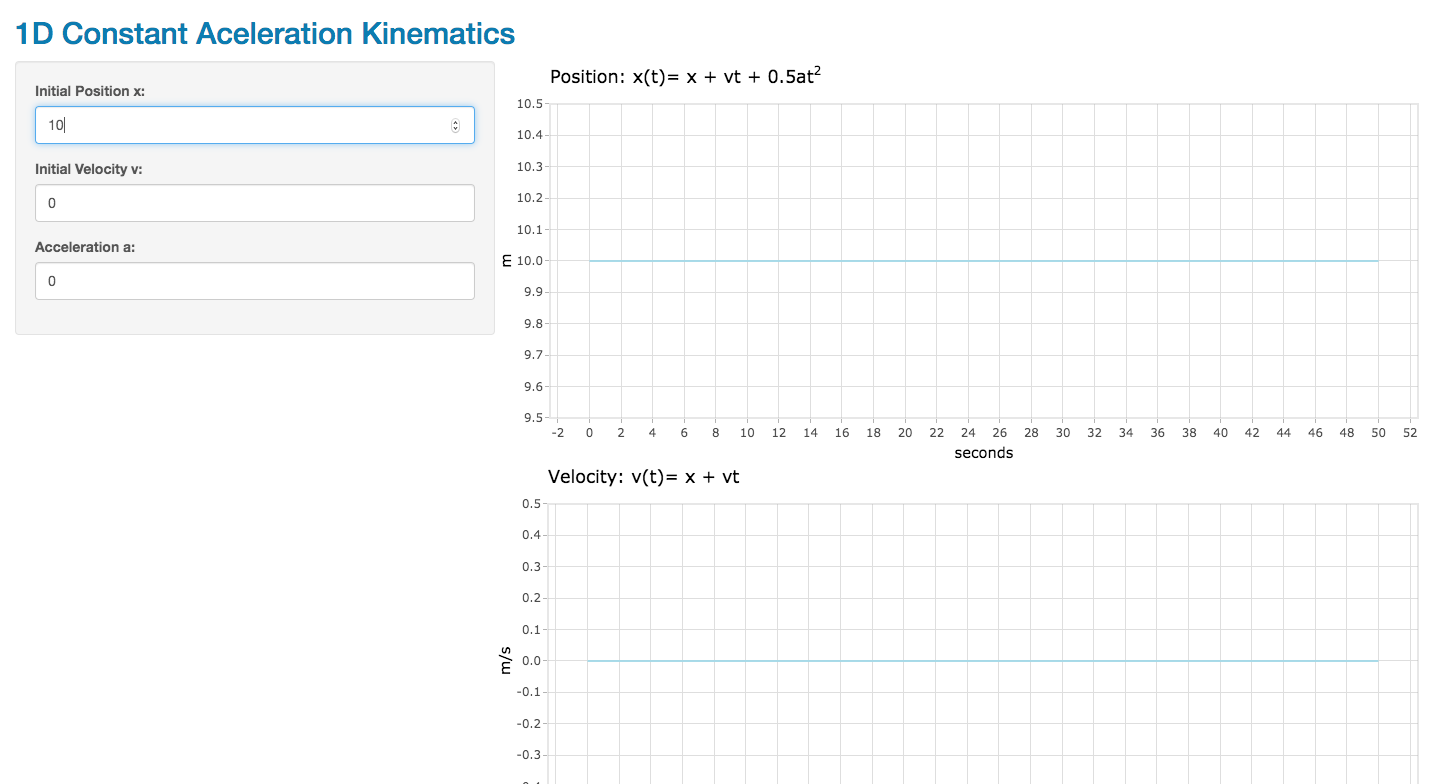 1D Constant Aceleration Kinematics
Initial Position x:
10
Initial Velocity v:
0
Acceleration a:
0
Position: x(t)= x + vt + 0.5at²
10.5
10.4
10.3
10.2
10.1
10.0
9.9
9.8
9.7
9.6
9.5
m
-2 0 2 4 6 8 10 12 14 16 18 20 22 24 26 28 30 32 34 36 38 40 42 44 46 48 50 52
seconds
Velocity: v(t)= x + vt
0.5
0.4
0.3
0.2
0.1
0.0
-0.1
-0.2
-0.3
m/s